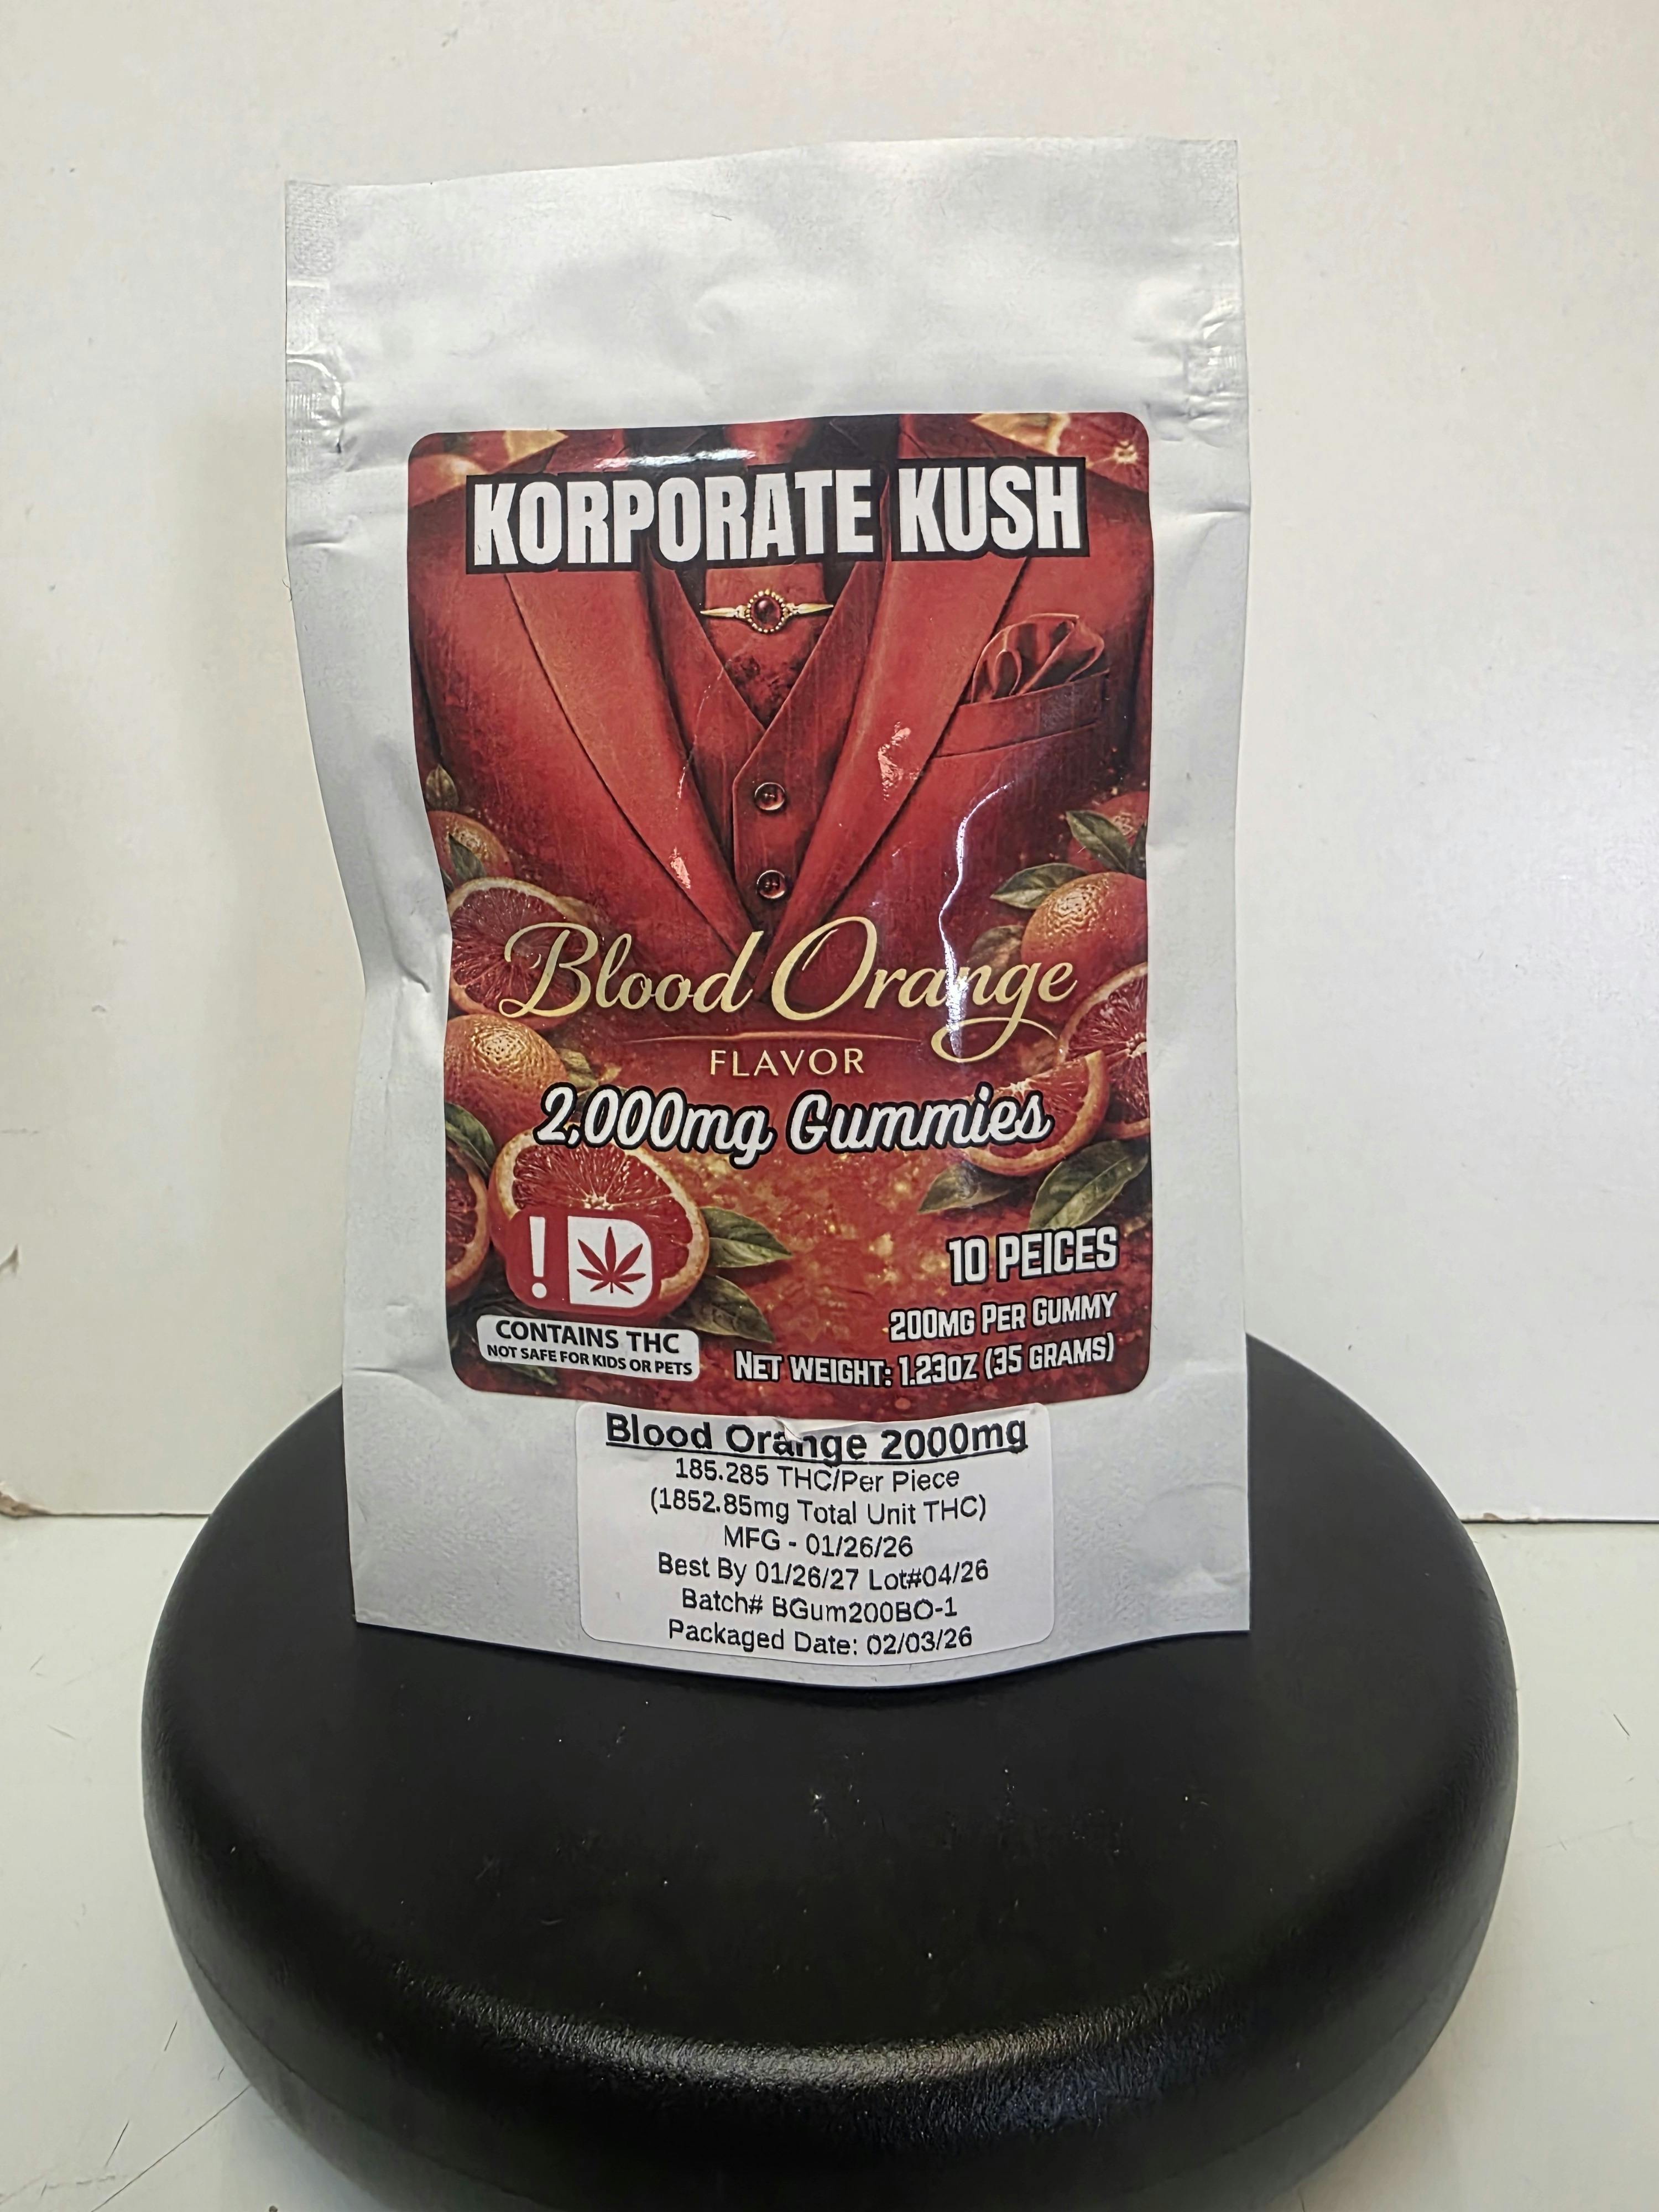 KORPORATE KUSH
Blood Orange
FLAVOR
2,000mg Gummies
!
10 PEICES
200MG PER GUMMY
NET WEIGHT: 1.23OZ (35 GRAMS)
CONTAINS THC
NOT SAFE FOR KIDS OR PETS
Blood Orange 2000mg
185.285 THC/Per Piece
(1852.85mg Total Unit THC)
MFG - 01/26/26
Best By 01/26/27 Lot#04/26
Batch# BGum200BO-1
Packaged Date: 02/03/26